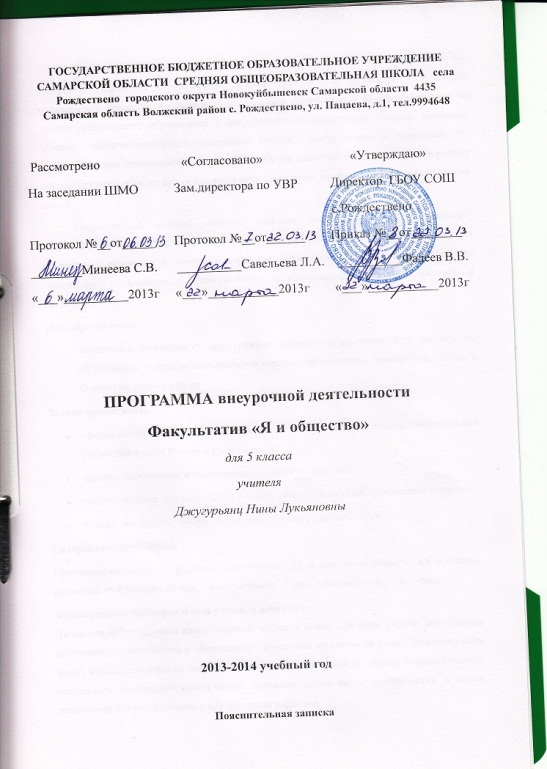 ГОСУДАРСТВЕННОЕ БЮДЖЕТНОЕ ОБРАЗОВАТЕЛЬНОЕ УЧРЕЖДЕНИЕ
САМАРСКОЙ ОБЛАСТИ СРЕДНЯЯ ОБЩЕОБРАЗОВАТЕЛЬНАЯ ШКОЛА села
Рождествено городского округа Новокуйбышевск Самарской области 4435
Самарская область Волжский район с. Рождествено, ул. Пацаева, д.1, тел.9994648
Рассмотрено «Согласовано» «Утверждаю»
На заседании ШМО Зам.директора по УВР Директор ГБОУ СОШ
с.Рождествено
Протокол № 6 от 06.03.13 Протокол № 7 от 22.03.13 Приказ № от 22.03.13
Минеева С.В. Савельева Л.А. Фадеев В.В.
« 6 » марта 2013г « 22 » марта 2013г « 22 » марта 2013г
ПРОГРАММА внеурочной деятельности
Факультатив «Я и общество»
для 5 класса
учителя
Джугурьянц Нины Лукьяновны
2013-2014 учебный год
Пояснительная записка